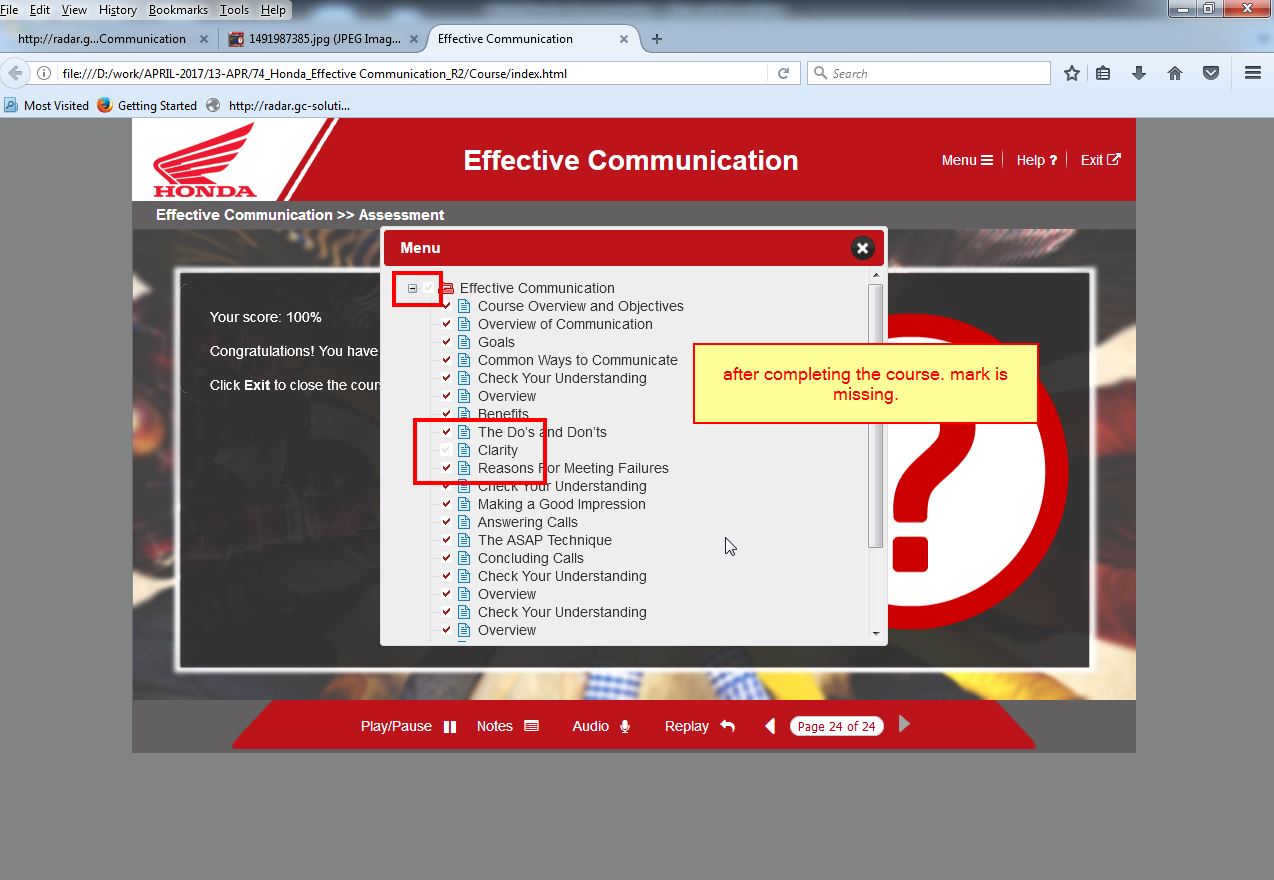 File Edit View History Bookmarks Tools Help
http://radar.g...Communication
1491987385.jpg (JPEG Imag...
Effective Communication
file:///D:/work/APRIL-2017/13-APR/74_Honda_Effective Communication_R2/Course/index.html
Search
Most Visited
Getting Started
http://radar.gc-soluti...
HONDA
Effective Communication
Menu
Help ?
Exit
Effective Communication >> Assessment
Menu
Your score: 100%
Congratulations! You have
Click Exit to close the cour
Effective Communication
Course Overview and Objectives
Overview of Communication
Goals
Common Ways to Communicate
Check Your Understanding
Overview
Benefits
The Do's and Don'ts
Clarity
Reasons For Meeting Failures
Check Your Understanding
Making a Good Impression
Answering Calls
The ASAP Technique
Concluding Calls
Check Your Understanding
Overview
Check Your Understanding
Overview
after completing the course. mark is
missing.
?
Play/Pause
Notes
Audio
Replay
Page 24 of 24